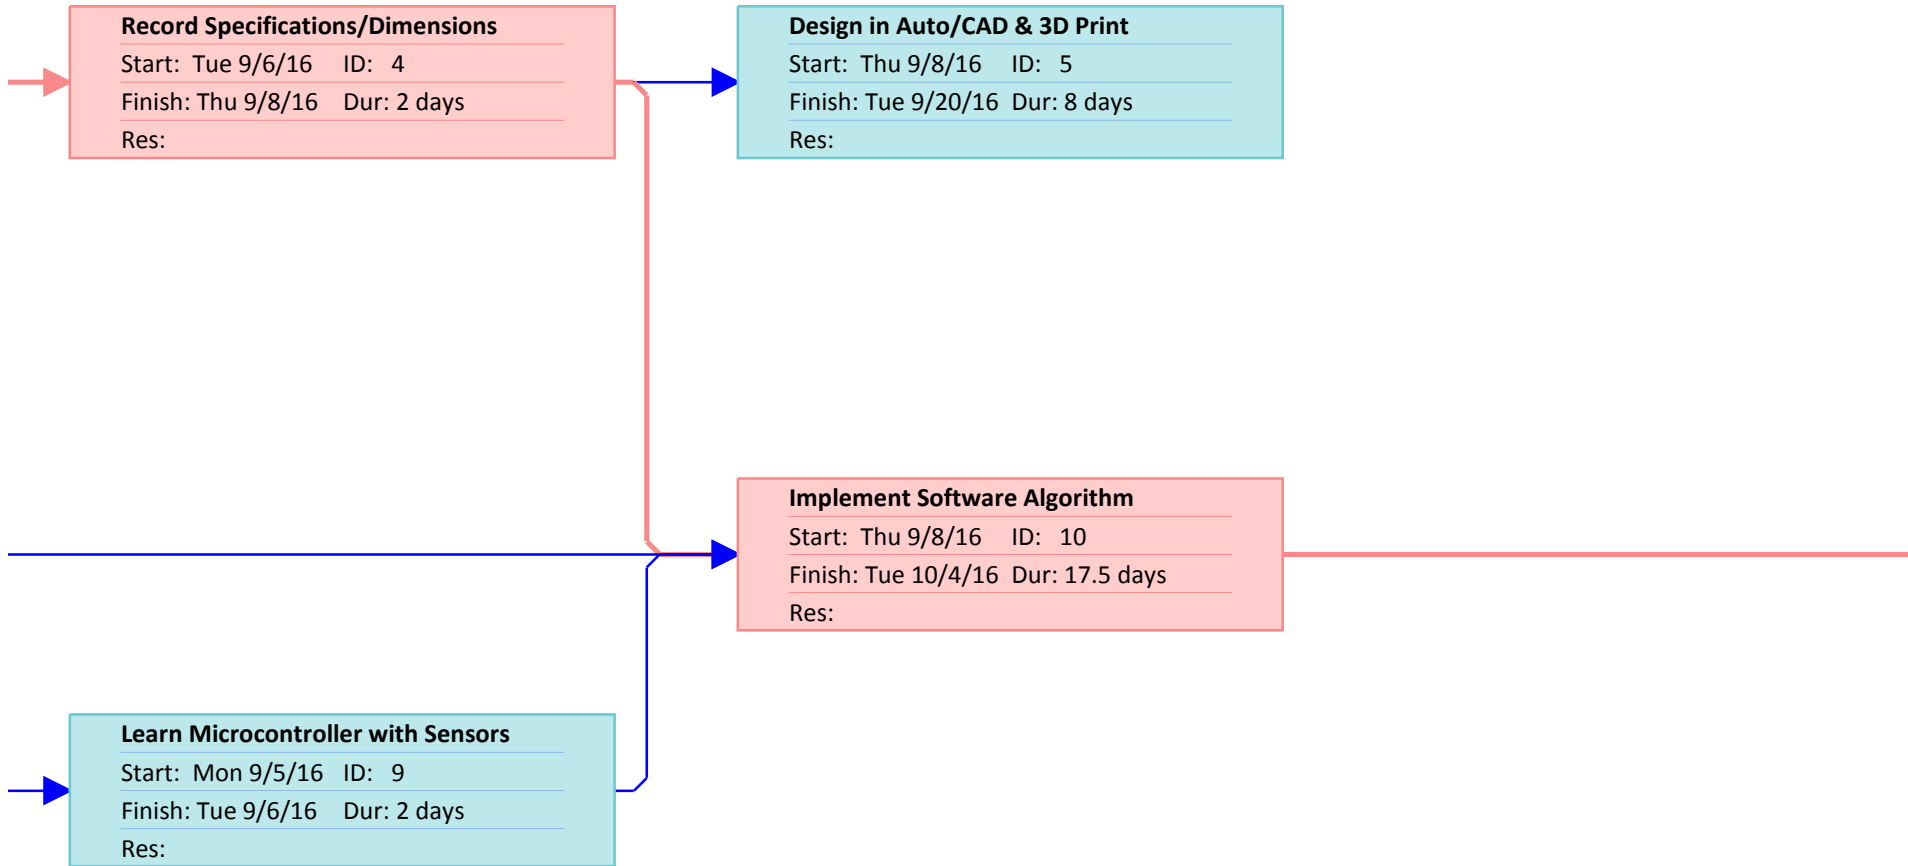 Record Specifications/Dimensions
Start: Tue 9/6/16 ID: 4
Finish: Thu 9/8/16 Dur: 2 days
Res:
Design in Auto/CAD & 3D Print
Start: Thu 9/8/16 ID: 5
Finish: Tue 9/20/16 Dur: 8 days
Res:
Implement Software Algorithm
Start: Thu 9/8/16 ID: 10
Finish: Tue 10/4/16 Dur: 17.5 days
Res:
Learn Microcontroller with Sensors
Start: Mon 9/5/16 ID: 9
Finish: Tue 9/6/16 Dur: 2 days
Res: